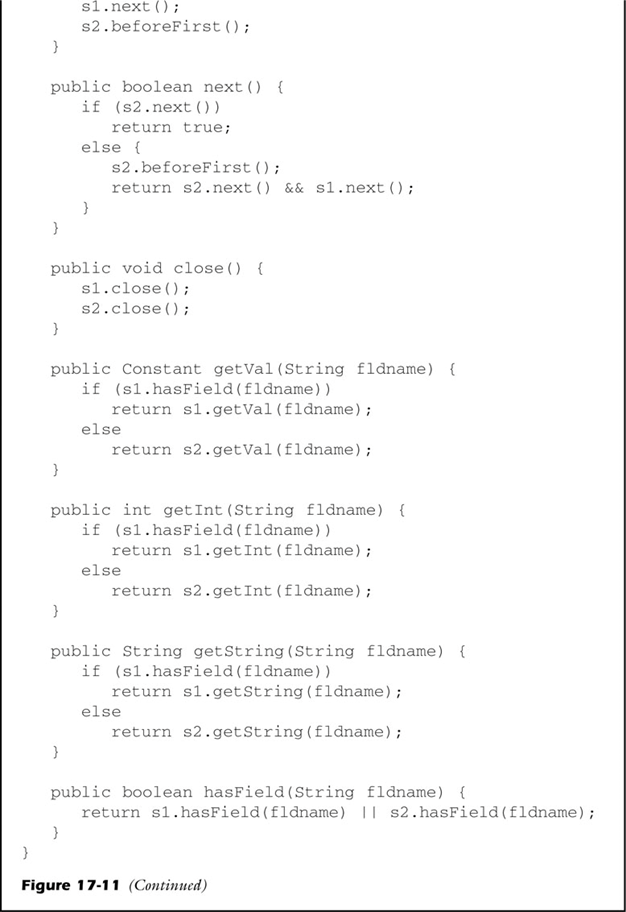 s1.next();
s2.beforeFirst();
}
public boolean next() {
if (s2.next())
return true;
else {
s2.beforeFirst();
return s2.next() && s1.next();
}
}
public void close() {
s1.close();
s2.close();
}
public Constant getVal(String fldname) {
if (s1.hasField(fldname))
return s1.getVal(fldname);
else
return s2.getVal(fldname);
}
public int getInt(String fldname) {
if (s1.hasField(fldname))
return s1.getInt(fldname);
else
return s2.getInt(fldname);
}
public String getString(String fldname) {
if (s1.hasField(fldname))
return s1.getString(fldname);
else
return s2.getString(fldname);
}
public boolean hasField(String fldname) {
return s1.hasField(fldname) || s2.hasField(fldname);
}
}
Figure 17-11 (Continued)